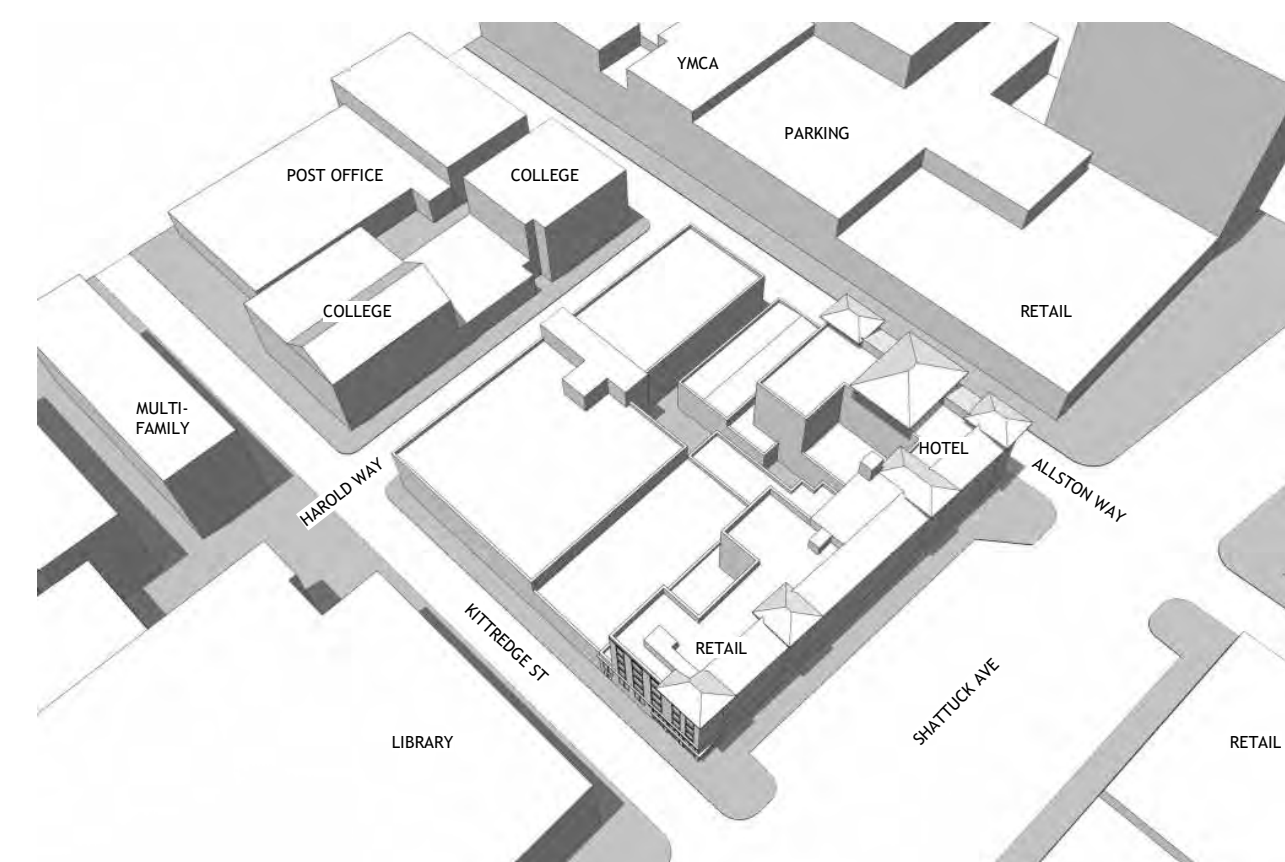 YMCA
PARKING
POST OFFICE
COLLEGE
COLLEGE
RETAIL
MULTI-
FAMILY
HOTEL
HAROLD WAY
ALLSTON WAY
KITTREDGE ST
RETAIL
SHATTUCK AVE
LIBRARY
RETAIL